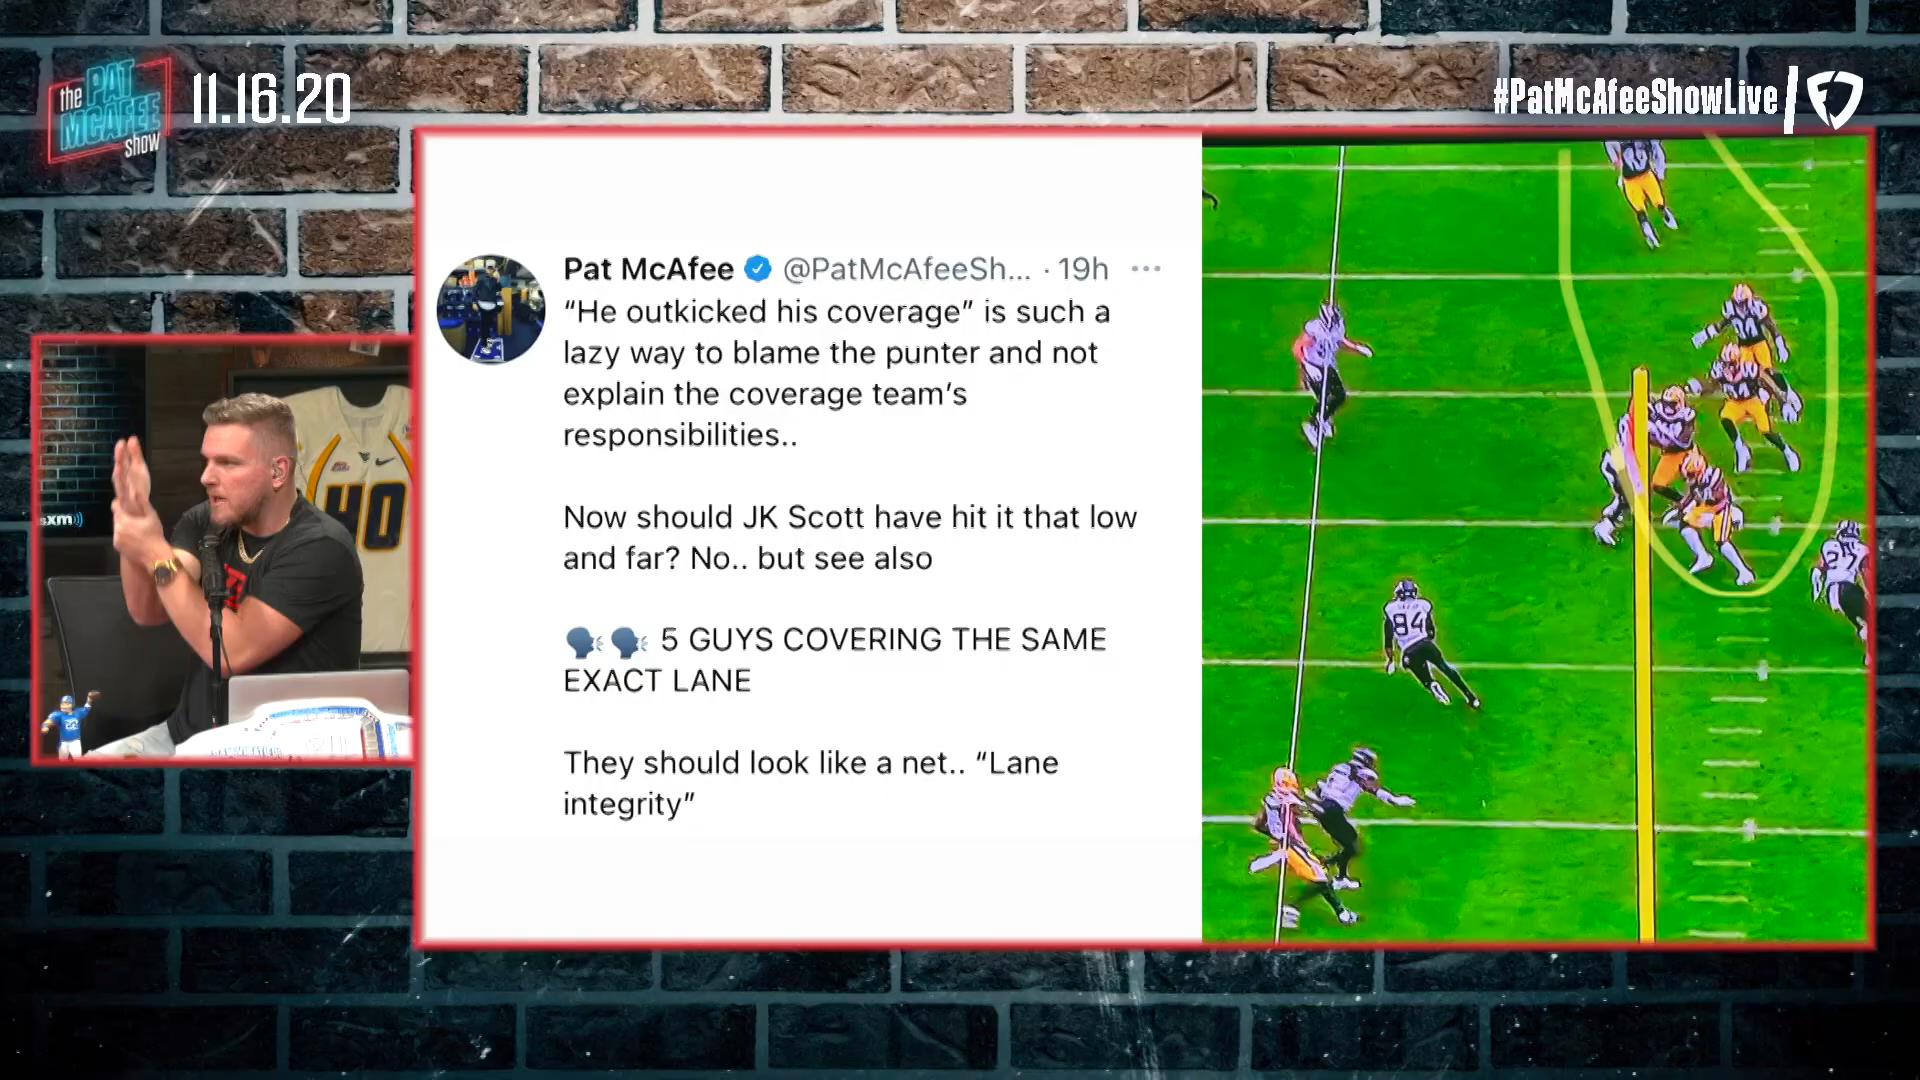 the PAT MCAFEE show
11.16.20
#PatMcAfeeShowLive
Pat McAfee @PatMcAfeeSh... · 19h
“He outkicked his coverage” is such a
lazy way to blame the punter and not
explain the coverage team’s
responsibilities..
Now should JK Scott have hit it that low
and far? No.. but see also
🗣🗣 5 GUYS COVERING THE SAME
EXACT LANE
They should look like a net.. “Lane
integrity”
sxm
40
84
27